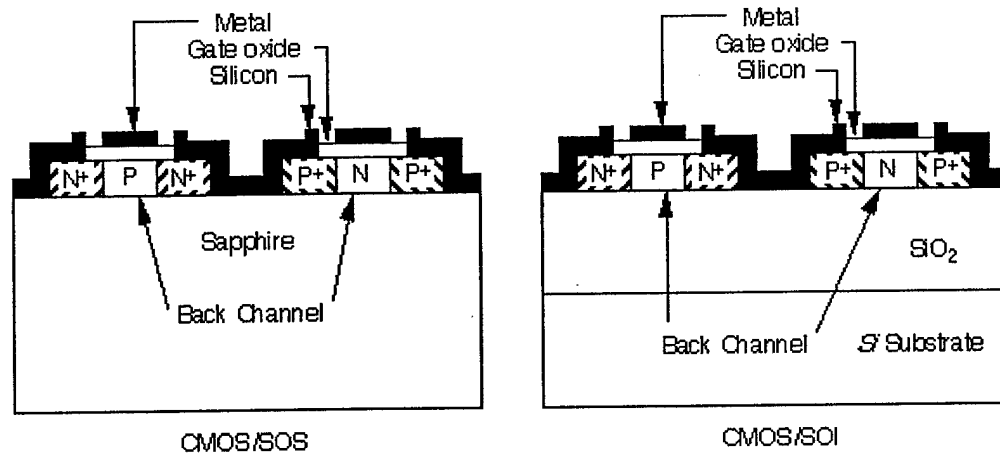 Metal
Gate oxide
Silicon
N+ P N+ P+ N P+
Sapphire
Back Channel
CMOS/SOS
Metal
Gate oxide
Silicon
N+ P N+ P+ N P+
SiO₂
Back Channel
Si Substrate
CMOS/SOI